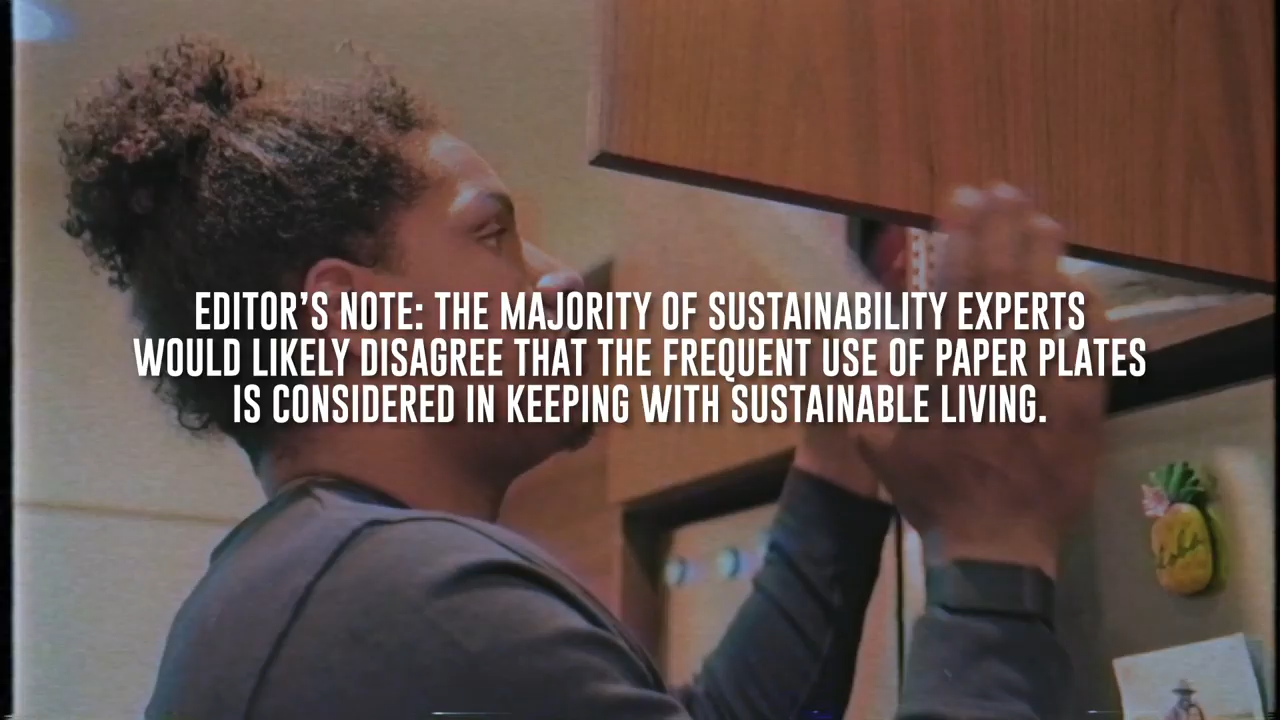 EDITOR'S NOTE: THE MAJORITY OF SUSTAINABILITY EXPERTS
WOULD LIKELY DISAGREE THAT THE FREQUENT USE OF PAPER PLATES
IS CONSIDERED IN KEEPING WITH SUSTAINABLE LIVING.